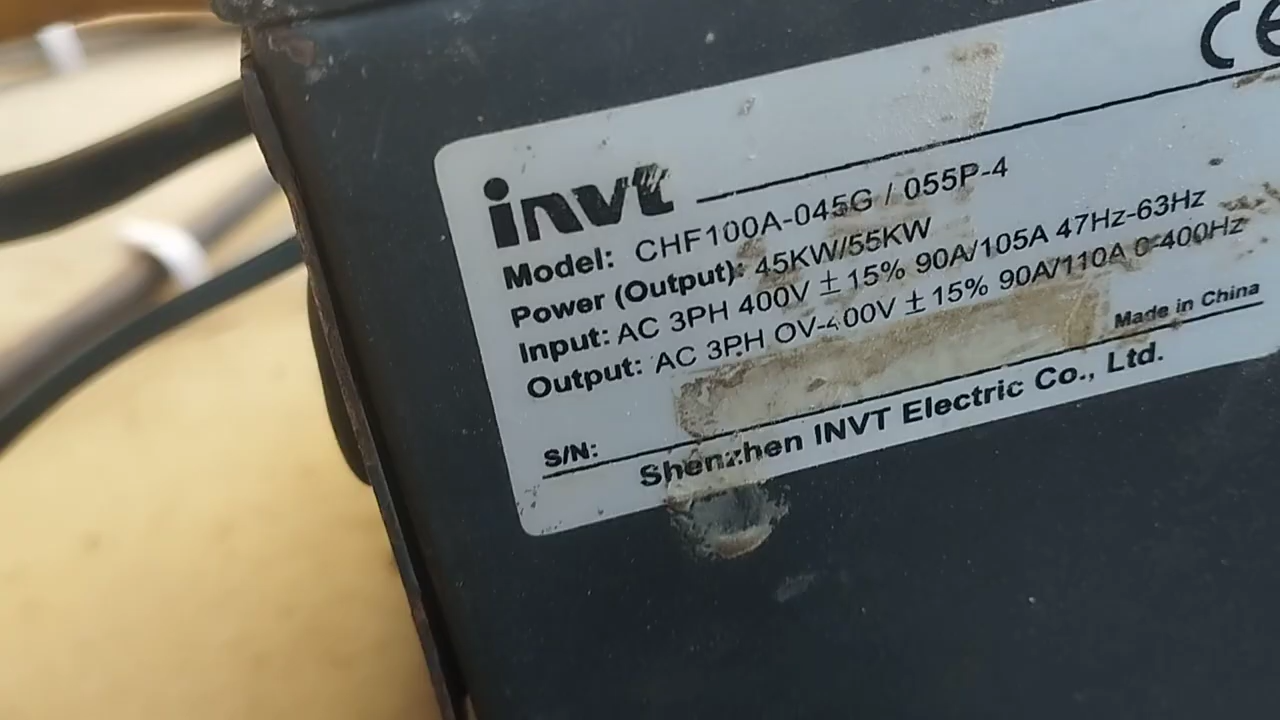 CE
invt
Model: CHF100A-045G / 055P-4
Power (Output): 45KW/55KW
Input: AC 3PH 400V ± 15% 90A/105A 47Hz-63Hz
Output: AC 3PH 0V-400V ± 15% 90A/110A 0-400Hz
Made in China
S/N:
Shenzhen INVT Electric Co., Ltd.